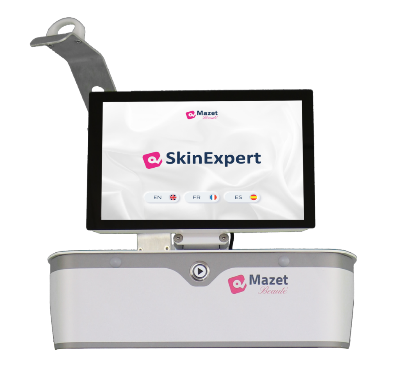 Mazet
Beauté
SkinExpert
EN
FR
ES
Mazet
Beauté